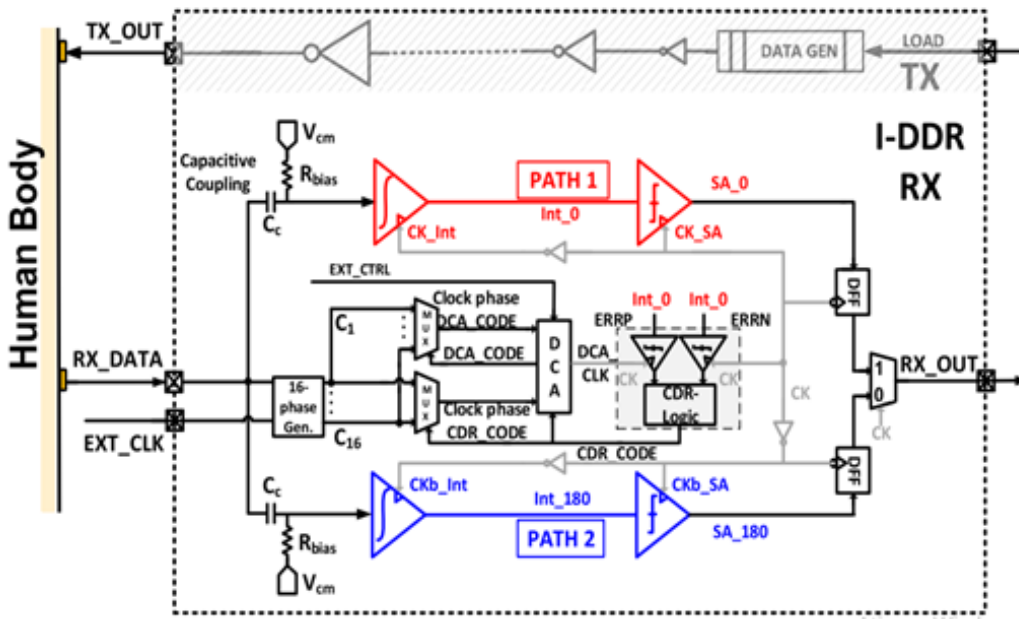 TX_OUT
DATA GEN
LOAD
TX
I-DDR
RX
Human Body
Vcm
Capacitive
Coupling
Rbias
Cc
PATH 1
Int_0
SA_0
CK_Int
CK_SA
EXT_CTRL
Clock phase
DCA_CODE
C1
MUX
DCA_CODE
DCA
DCA_
CLK
Int_0
Int_0
ERRP
ERRN
CK
CK
CDR-
Logic
DFF
RX_DATA
16-
phase
Gen.
MUX
Clock phase
C16
CDR_CODE
EXT_CLK
CK
1
0
RX_OUT
CK
CDR_CODE
DFF
Cc
CKb_Int
Int_180
CKb_SA
PATH 2
SA_180
Rbias
Vcm